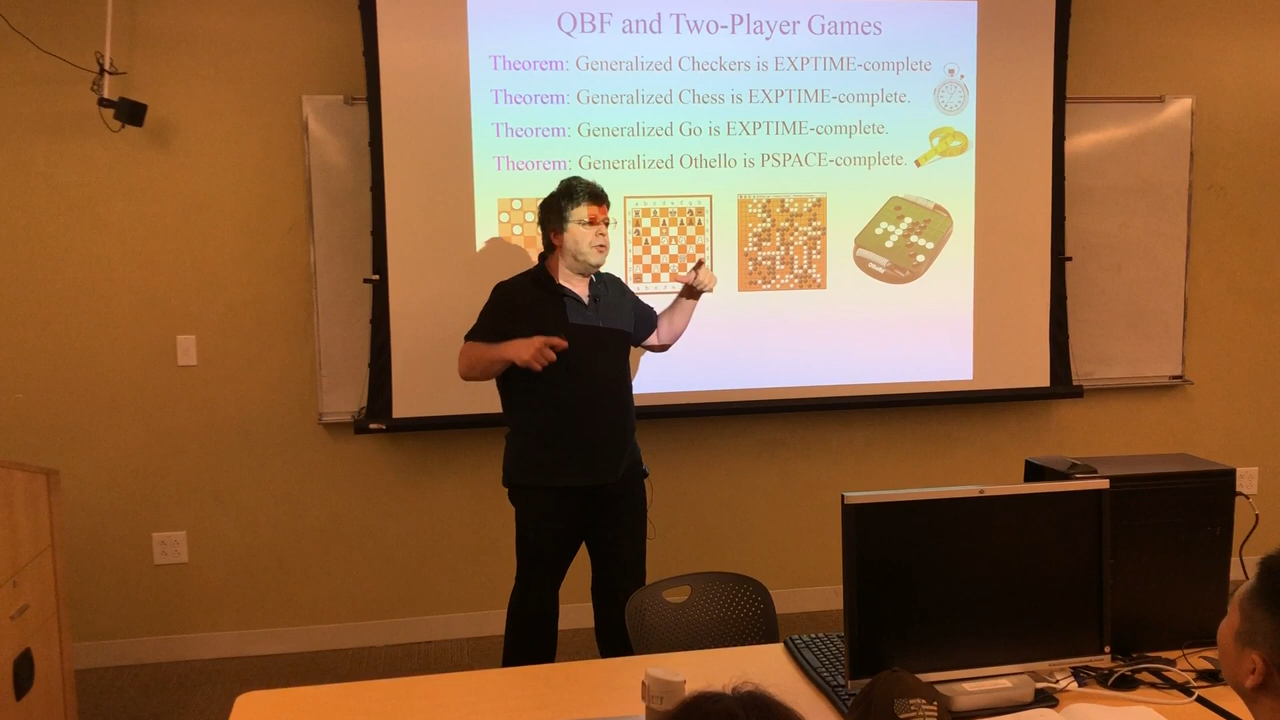 QBF and Two-Player Games
Theorem: Generalized Checkers is EXPTIME-complete
Theorem: Generalized Chess is EXPTIME-complete.
Theorem: Generalized Go is EXPTIME-complete.
Theorem: Generalized Othello is PSPACE-complete.
Othello